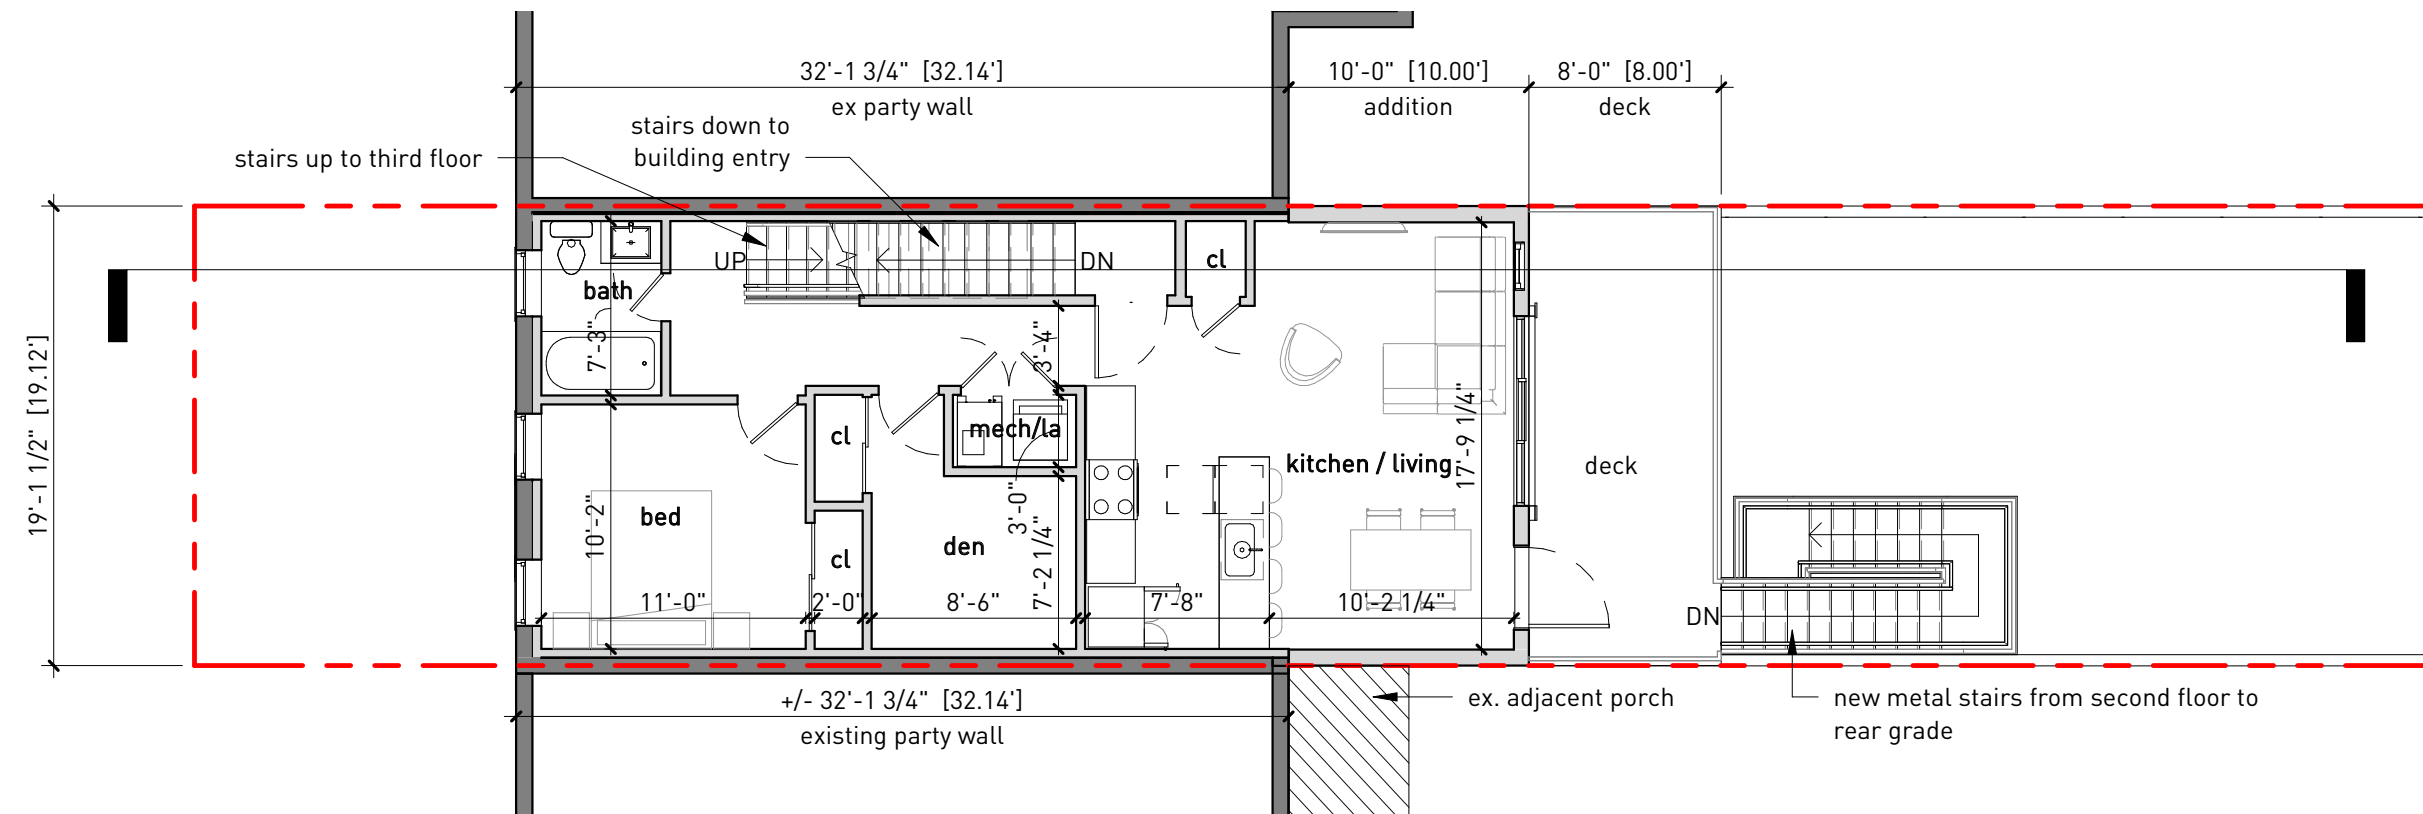 32'-1 3/4" [32.14']
ex party wall
10'-0" [10.00']
addition
8'-0" [8.00']
deck
stairs down to
building entry
stairs up to third floor
19'-1 1/2" [19.12']
UP
DN
cl
bath
7'-3"
3'-4"
cl
mech/la
kitchen / living
17'-9 1/4"
deck
bed
10'-2"
cl
den
3'-0"
7'-2 1/4"
11'-0"
2'-0"
8'-6"
7'-8"
10'-2 1/4"
DN
+/- 32'-1 3/4" [32.14']
existing party wall
ex. adjacent porch
new metal stairs from second floor to
rear grade